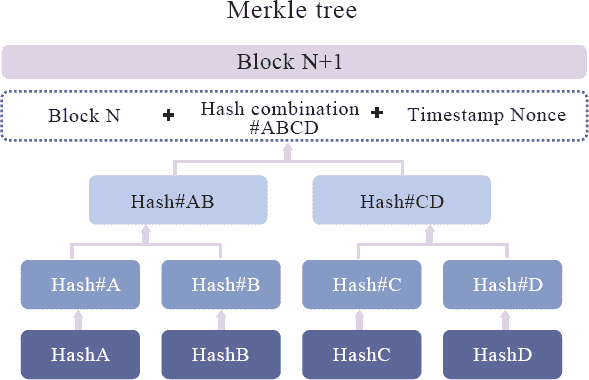 Merkle tree
Block N+1
Block N + Hash combination + Timestamp Nonce
#ABCD
Hash#AB Hash#CD
Hash#A Hash#B Hash#C Hash#D
HashA HashB HashC HashD